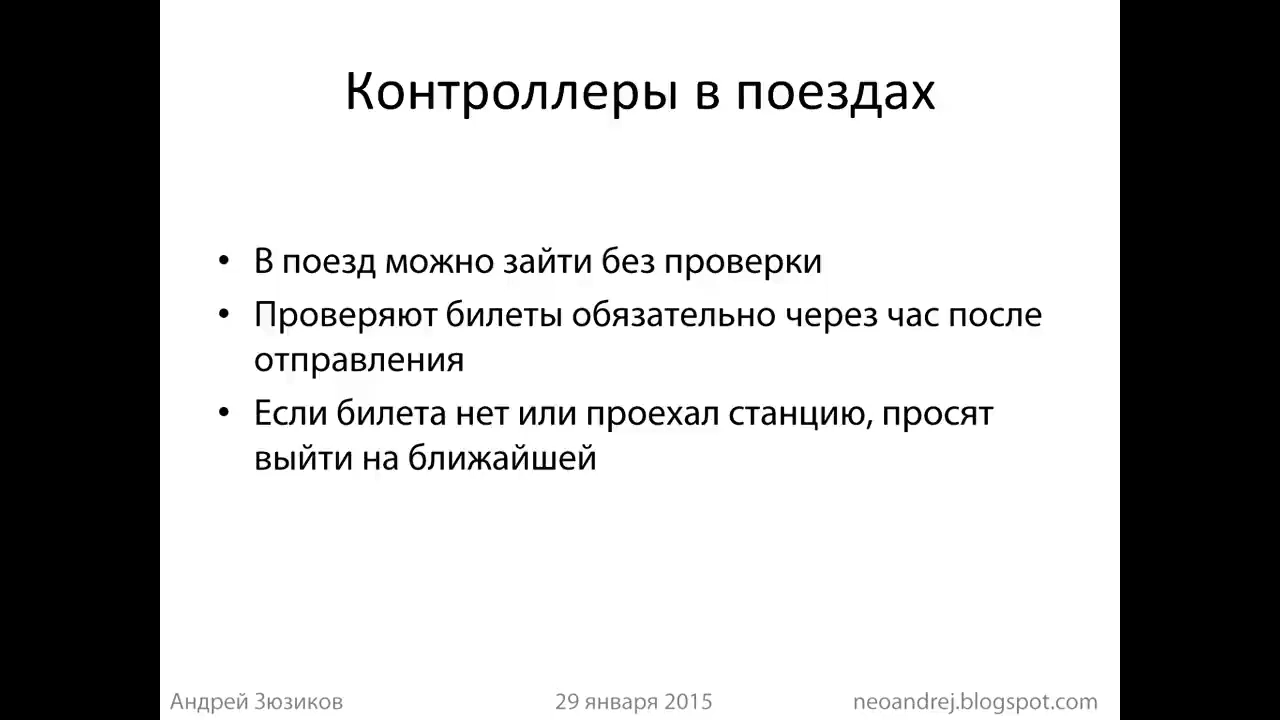 Контроллеры в поездах
• В поезд можно зайти без проверки
• Проверяют билеты обязательно через час после
отправления
• Если билета нет или проехал станцию, просят
выйти на ближайшей
Андрей Зюзиков 29 января 2015 neoandrej.blogspot.com